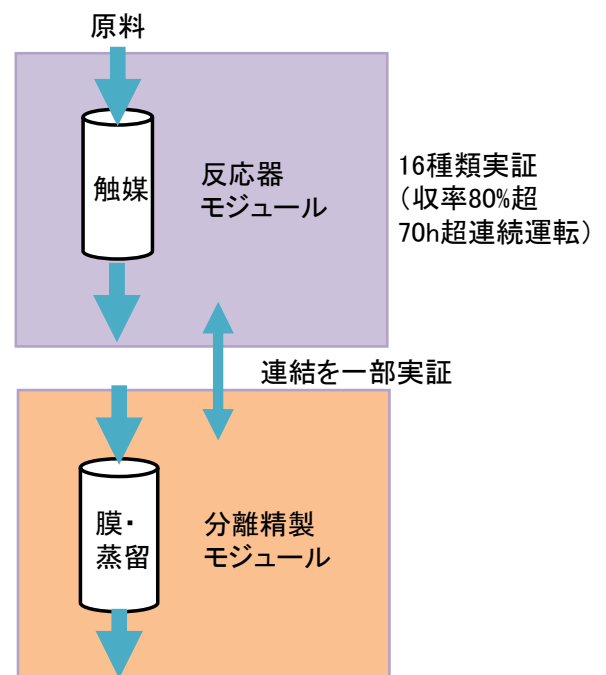 原料
触媒
反応器
モジュール
16種類実証
(収率80%超
70h超連続運転)
連結を一部実証
膜・
蒸留
分離精製
モジュール